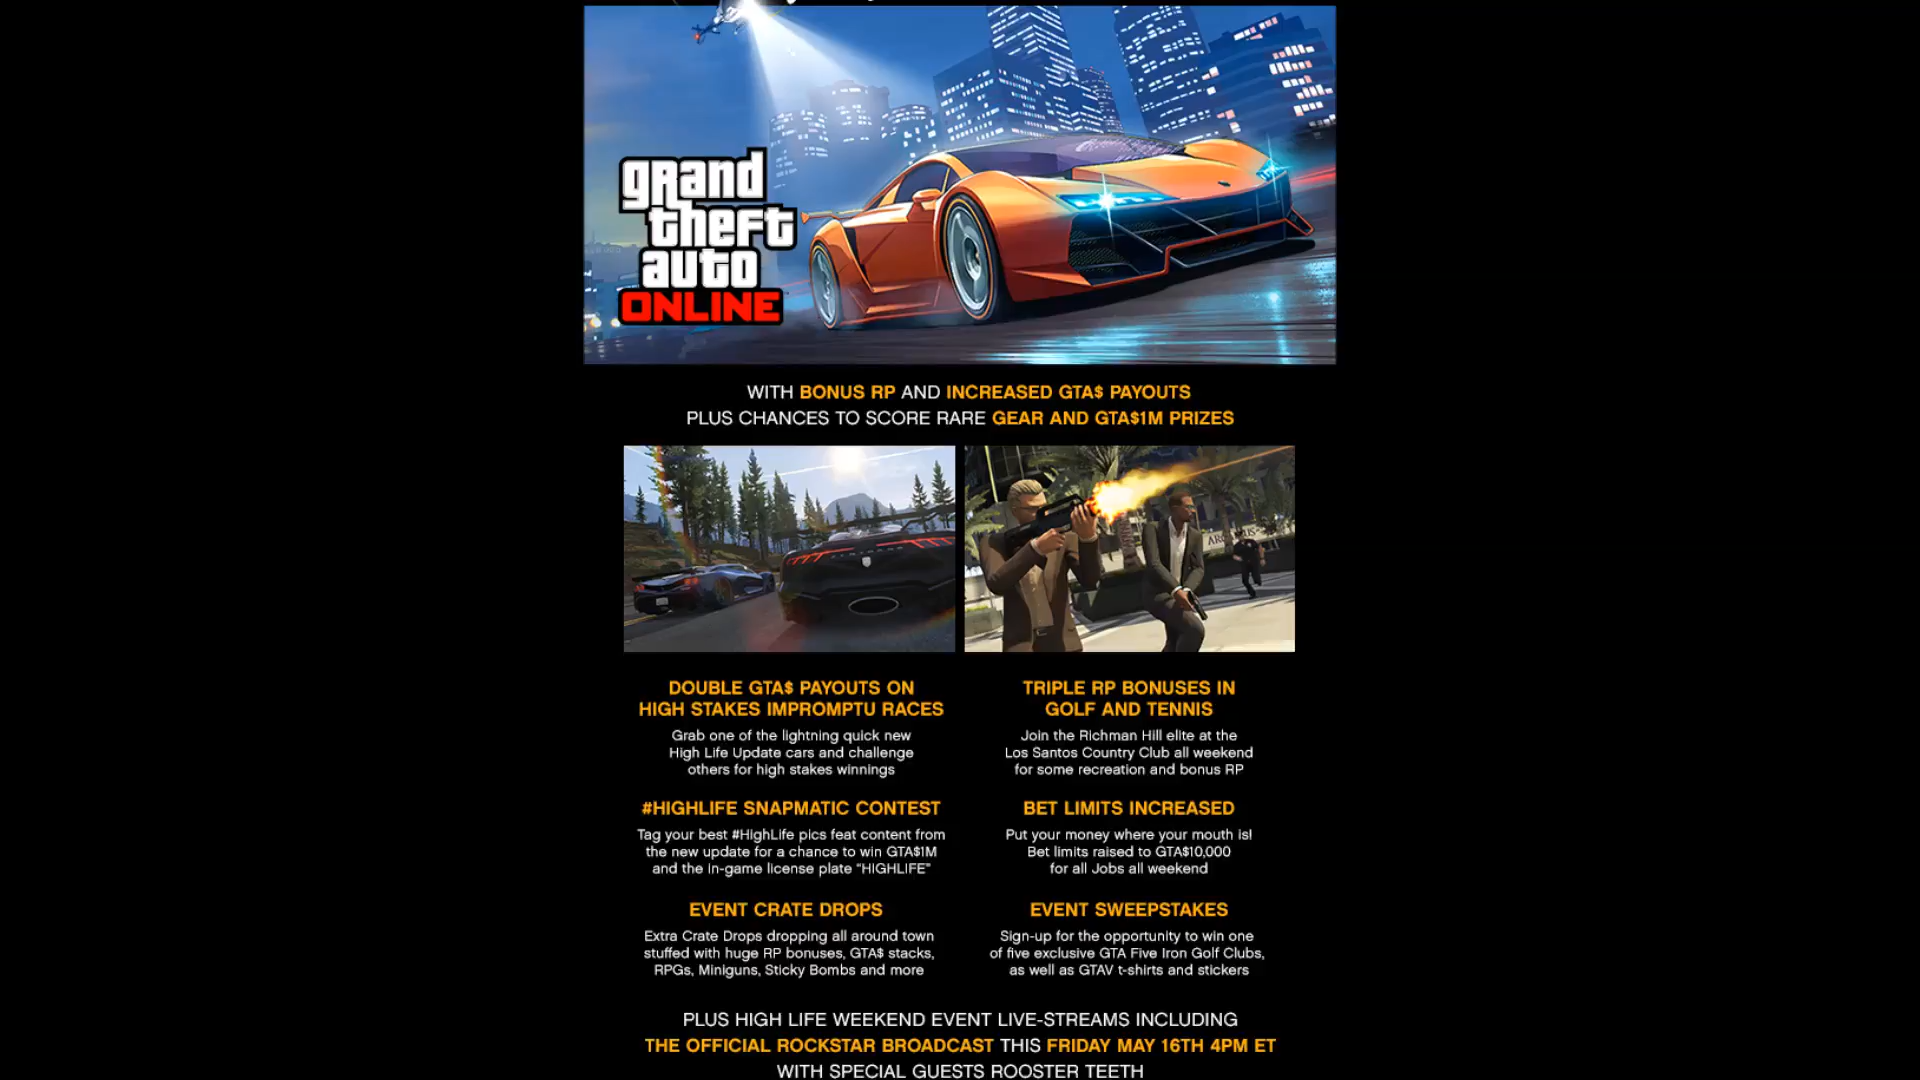 grand
theft
auto
ONLINE
WITH BONUS RP AND INCREASED GTA$ PAYOUTS
PLUS CHANCES TO SCORE RARE GEAR AND GTA$1M PRIZES
DOUBLE GTA$ PAYOUTS ON
HIGH STAKES IMPROMPTU RACES
Grab one of the lightning quick new
High Life Update cars and challenge
others for high stakes winnings
TRIPLE RP BONUSES IN
GOLF AND TENNIS
Join the Richman Hill elite at the
Los Santos Country Club all weekend
for some recreation and bonus RP
#HIGHLIFE SNAPMATIC CONTEST
Tag your best #HighLife pics feat content from
the new update for a chance to win GTA$1M
and the in-game license plate “HIGHLIFE”
BET LIMITS INCREASED
Put your money where your mouth is!
Bet limits raised to GTA$10,000
for all Jobs all weekend
EVENT CRATE DROPS
Extra Crate Drops dropping all around town
stuffed with huge RP bonuses, GTA$ stacks,
RPGs, Miniguns, Sticky Bombs and more
EVENT SWEEPSTAKES
Sign-up for the opportunity to win one
of five exclusive GTA Five Iron Golf Clubs,
as well as GTAV t-shirts and stickers
PLUS HIGH LIFE WEEKEND EVENT LIVE-STREAMS INCLUDING
THE OFFICIAL ROCKSTAR BROADCAST THIS FRIDAY MAY 16TH 4PM ET
WITH SPECIAL GUESTS ROOSTER TEETH